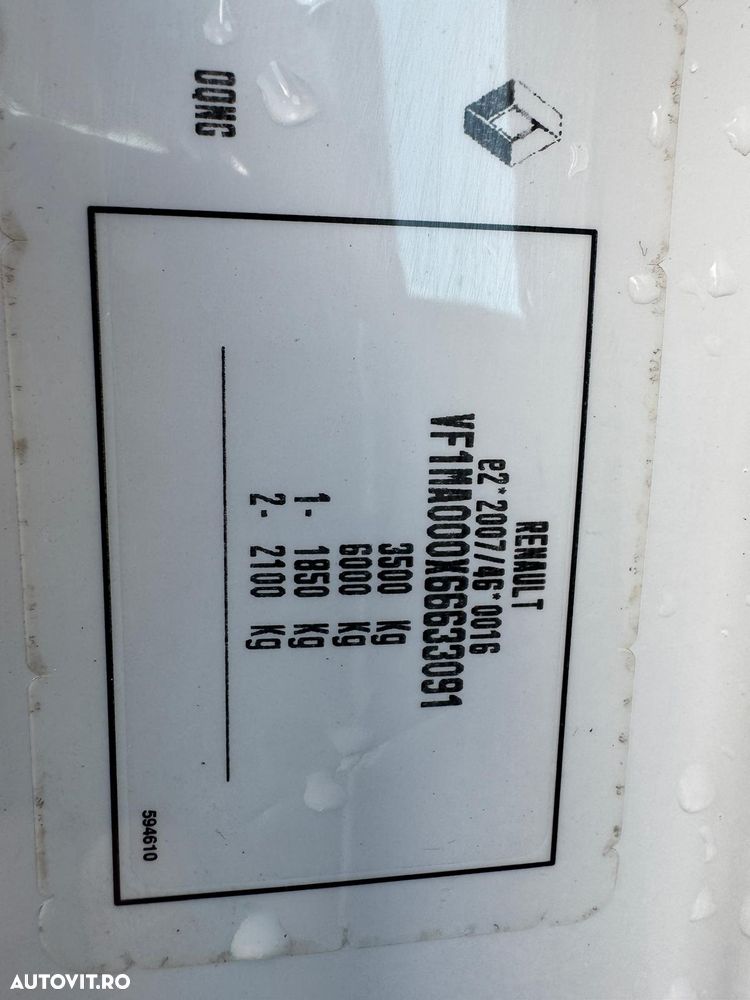 OQNG
RENAULT
e2*2007/46*0016
VF1MA000X66633091
3500 Kg
6000 Kg
1- 1850 Kg
2- 2100 Kg
594610
AUTOVIT.RO